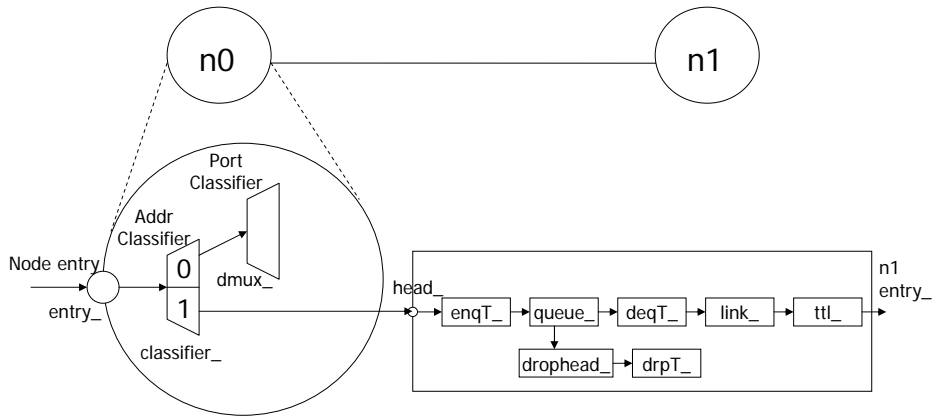 n0
n1
Port
Classifier
Addr
Classifier
Node entry
entry_
0
1
dmux_
classifier_
head_
enqT_
queue_
deqT_
link_
ttl_
n1
entry_
drophead_
drpT_